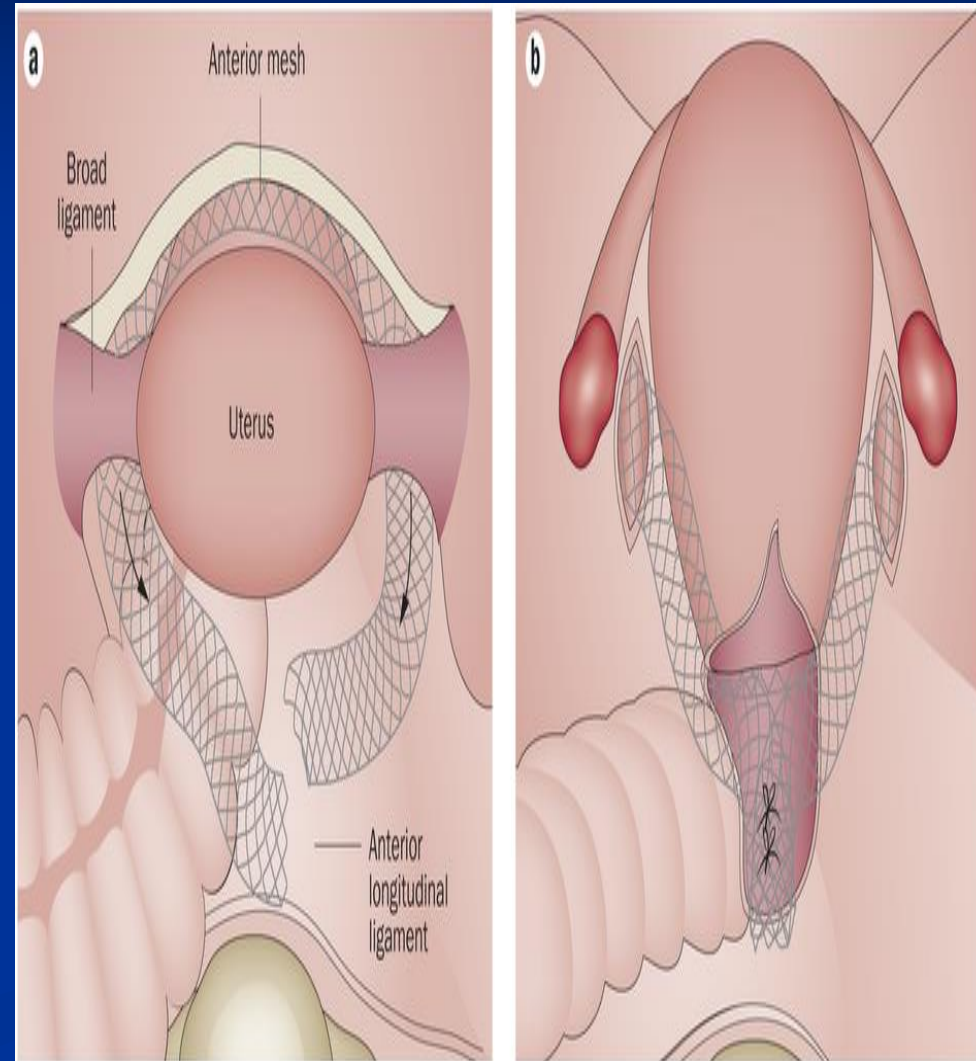 a
Anterior mesh
Broad
ligament
Uterus
Anterior
longitudinal
ligament
b